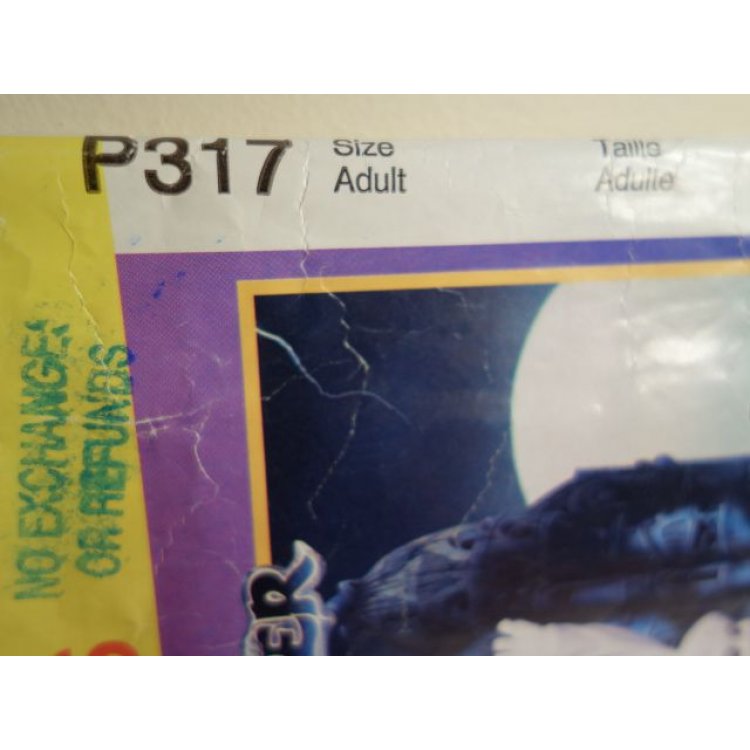 P317
Size
Adult
Taille
Adulte
NO EXCHANGES
OR REFUNDS